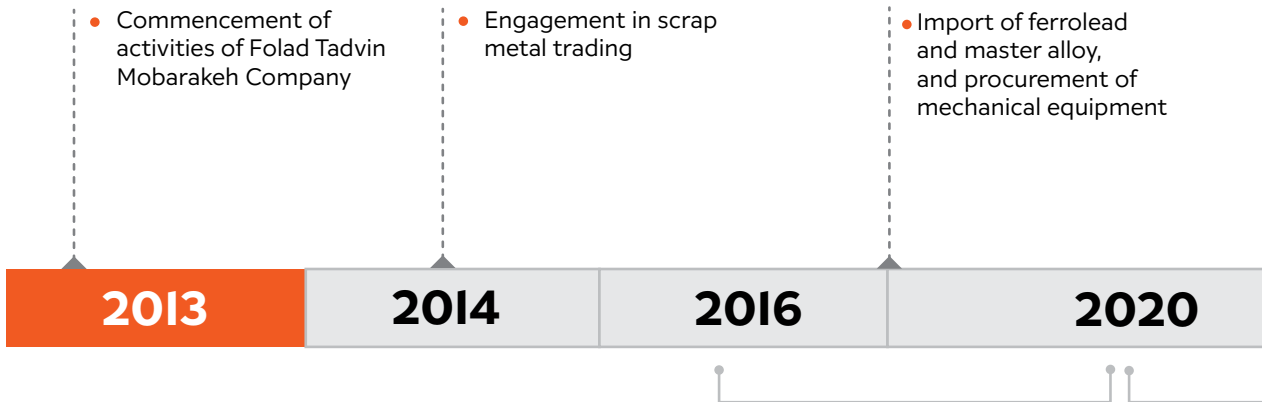 Commencement of
activities of Folad Tadvin
Mobarakeh Company
Engagement in scrap
metal trading
Import of ferrolead
and master alloy,
and procurement of
mechanical equipment
2013
2014
2016
2020